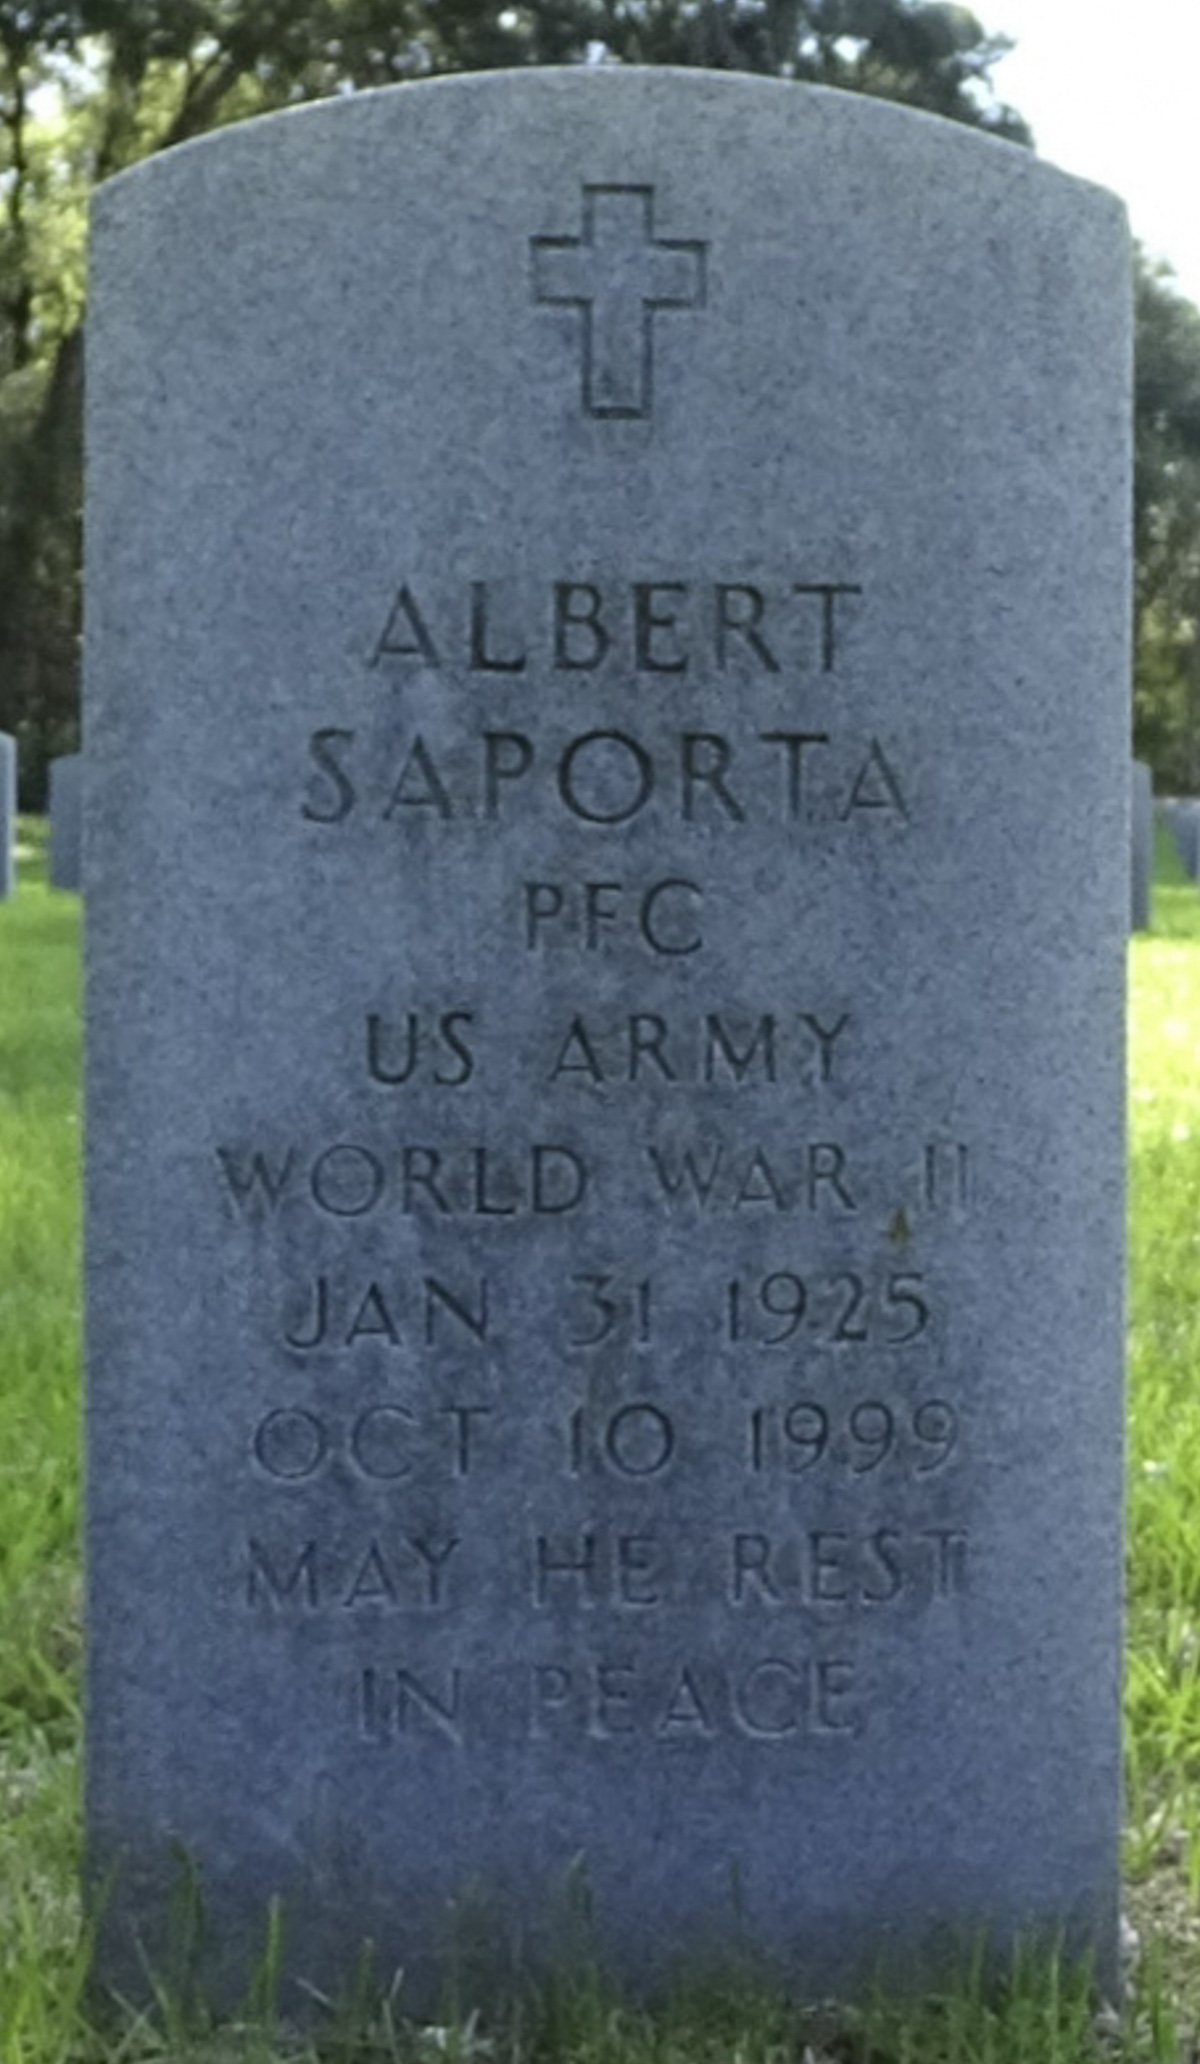 ALBERT
SAPORTA
PFC
US ARMY
WORLD WAR II
JAN 31 1925
OCT 10 1999
MAY HE REST
IN PEACE